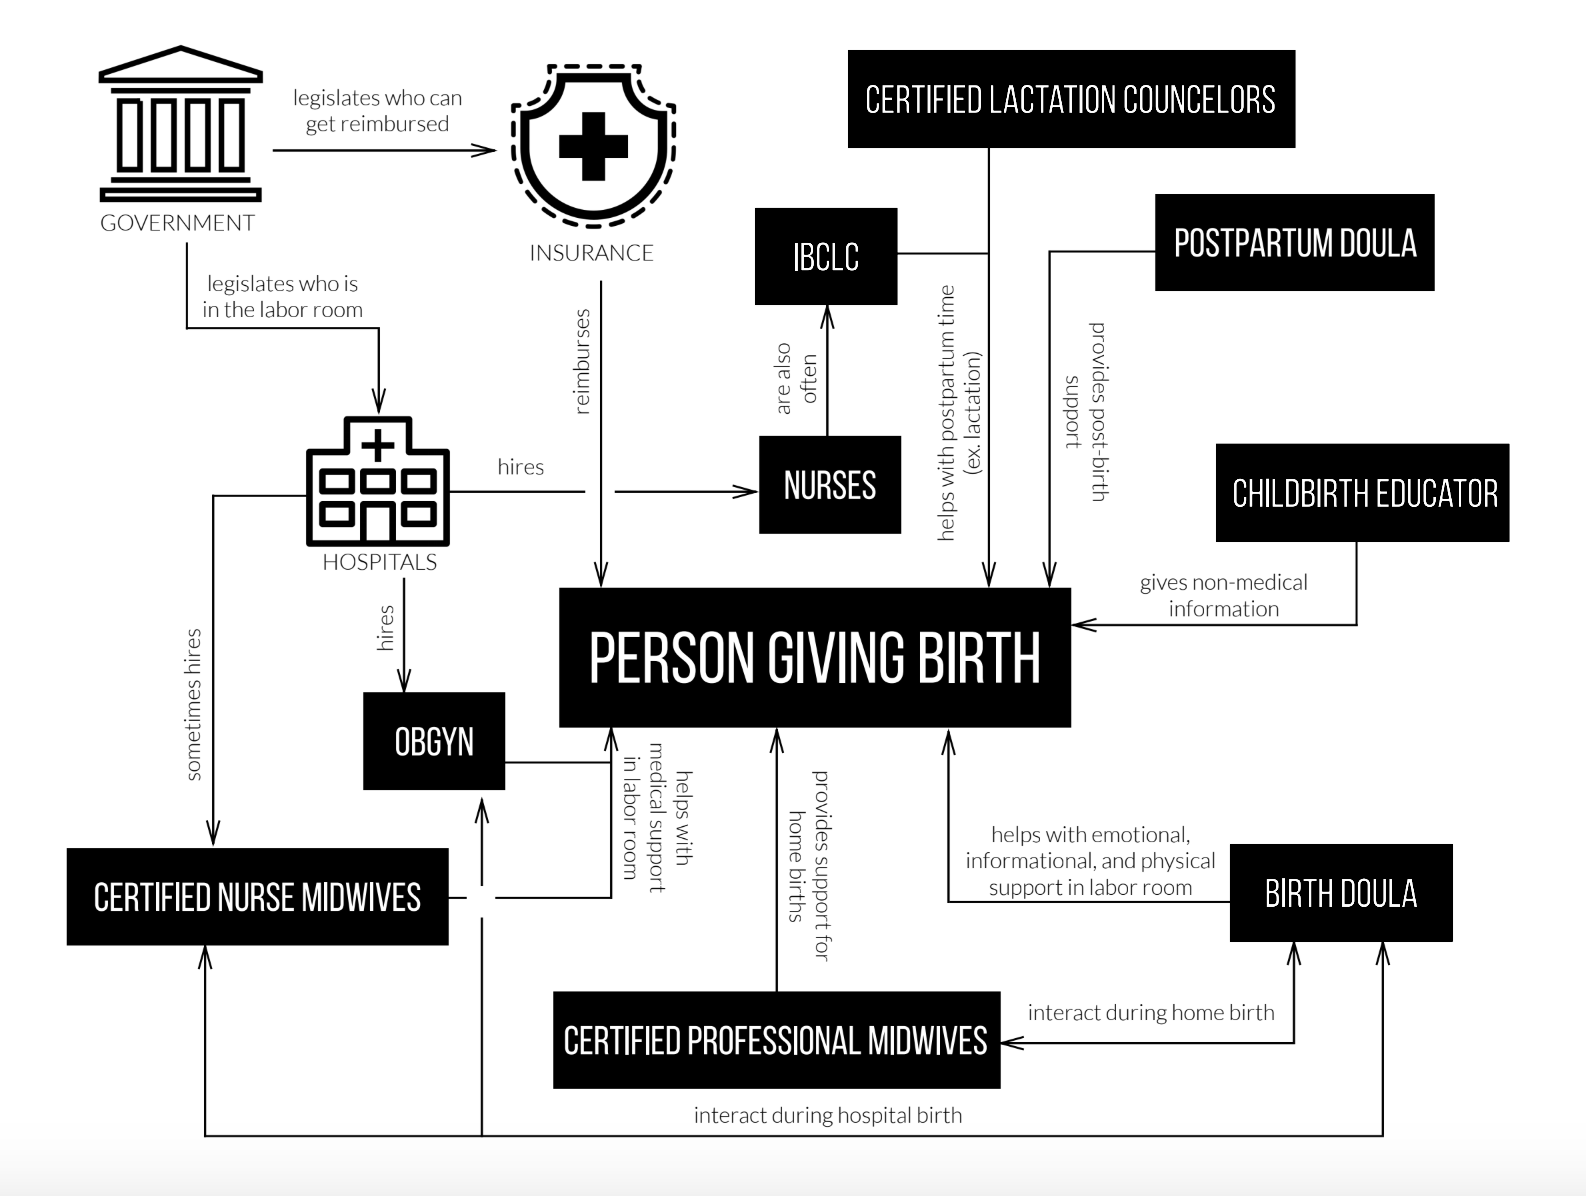 legislates who can
get reimbursed
GOVERNMENT
INSURANCE
CERTIFIED LACTATION COUNCELORS
POSTPARTUM DOULA
IBCLC
legislates who is
in the labor room
reimburses
are also
often
helps with postpartum time
(ex. lactation)
provides post-birth
support
hires
NURSES
CHILDBIRTH EDUCATOR
HOSPITALS
gives non-medical
information
hires
sometimes hires
PERSON GIVING BIRTH
OBGYN
helps with
medical support
in labor room
provides support for
home births
helps with emotional,
informational, and physical
support in labor room
CERTIFIED NURSE MIDWIVES
BIRTH DOULA
CERTIFIED PROFESSIONAL MIDWIVES
interact during home birth
interact during hospital birth